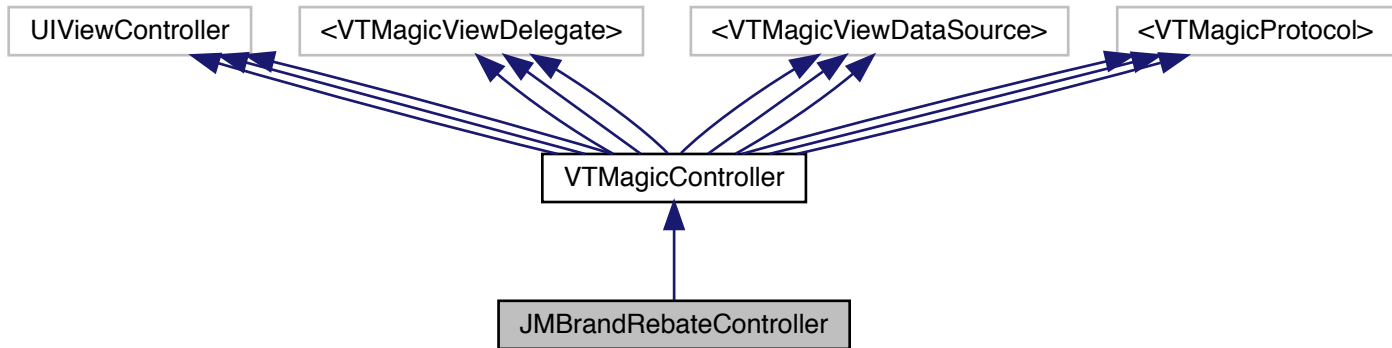 UIViewController
<VTMagicViewDelegate>
<VTMagicViewDataSource>
<VTMagicProtocol>
VTMagicController
JMBrandRebateController